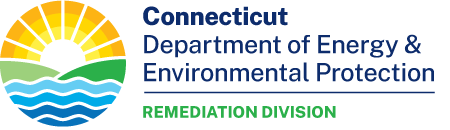 Connecticut
Department of Energy &
Environmental Protection
REMEDIATION DIVISION